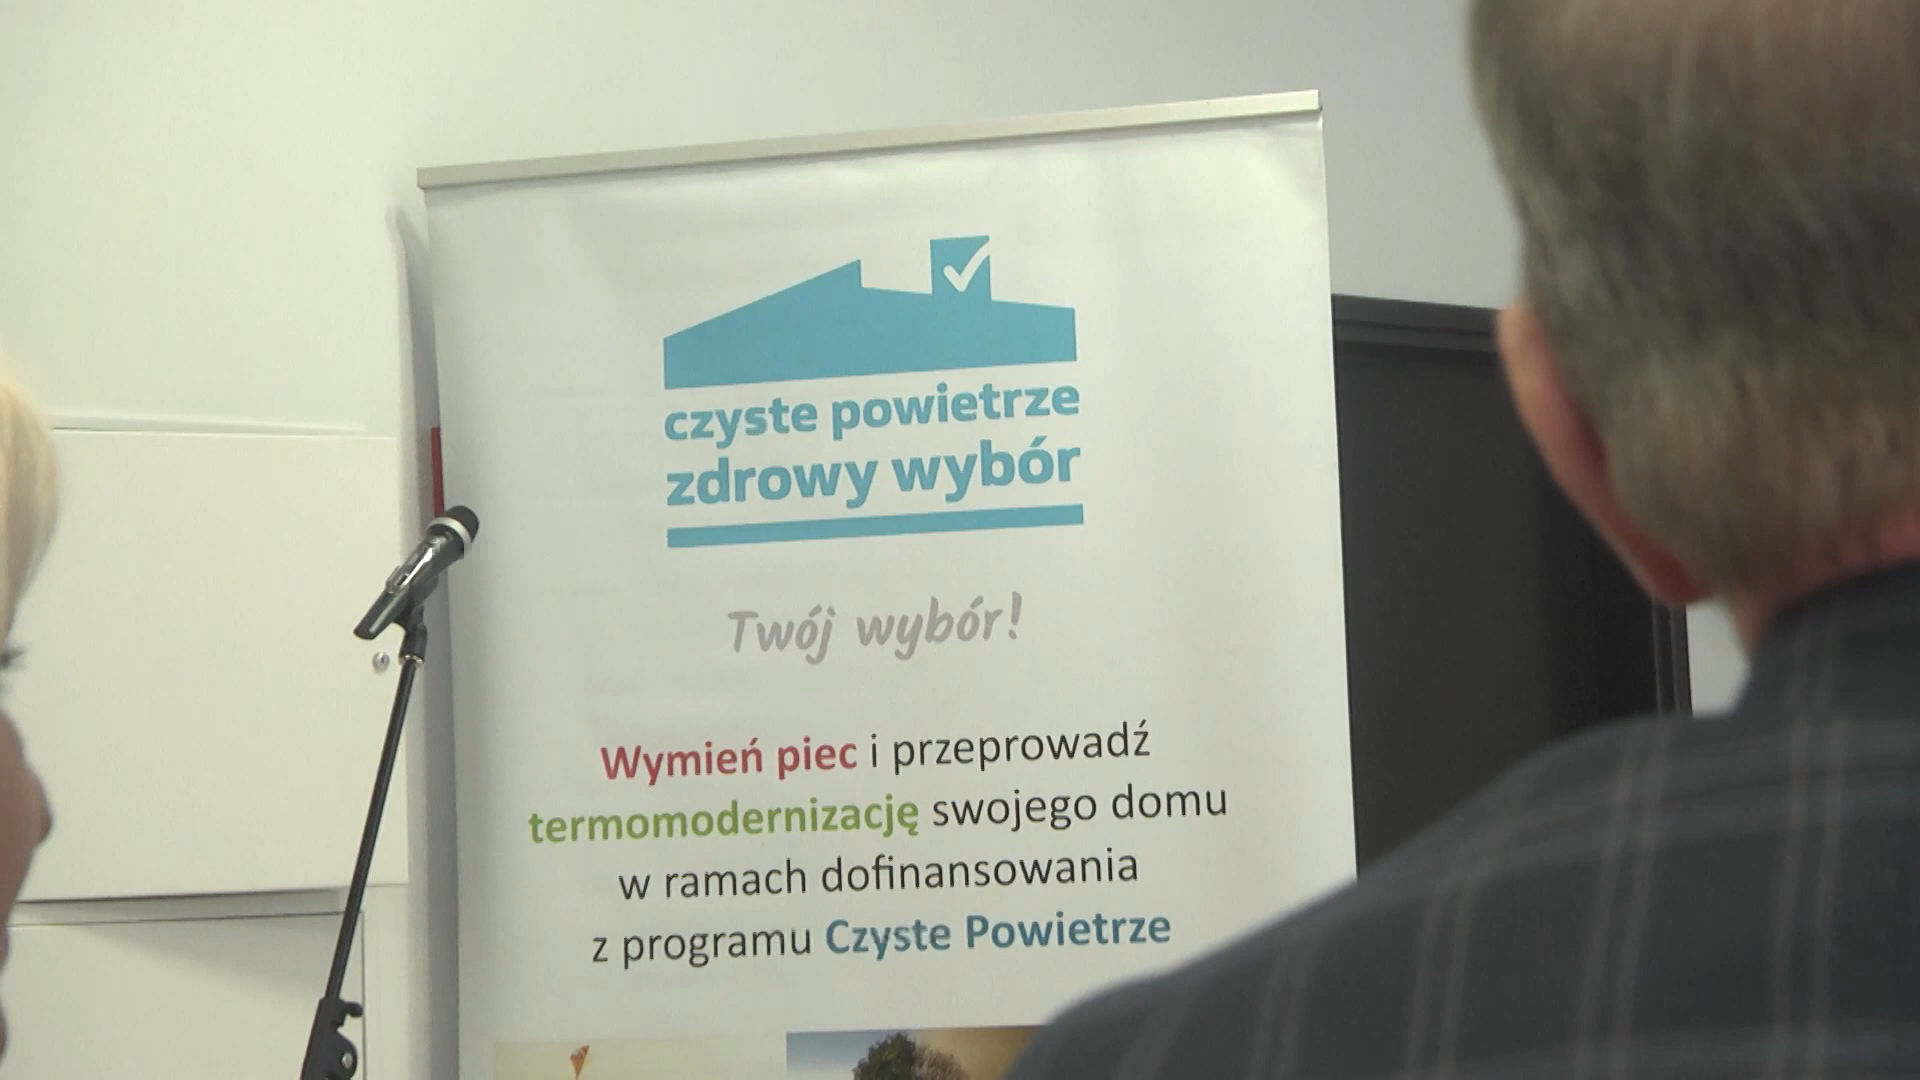 czyste powietrze
zdrowy wybór
Twój wybór!
Wymień piec i przeprowadź
termomodernizację swojego domu
w ramach dofinansowania
z programu Czyste Powietrze